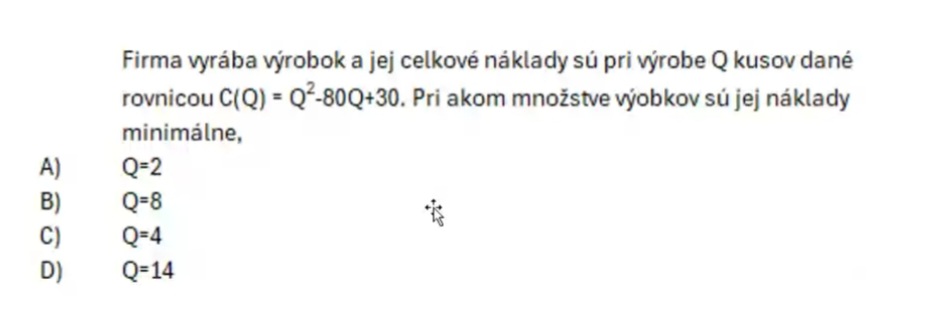 Firma vyrába výrobok a jej celkové náklady sú pri výrobe Q kusov dané
rovnicou C(Q) = Q²-80Q+30. Pri akom množstve výobkov sú jej náklady
minimálne,
A) Q=2
B) Q=8
C) Q=4
D) Q=14